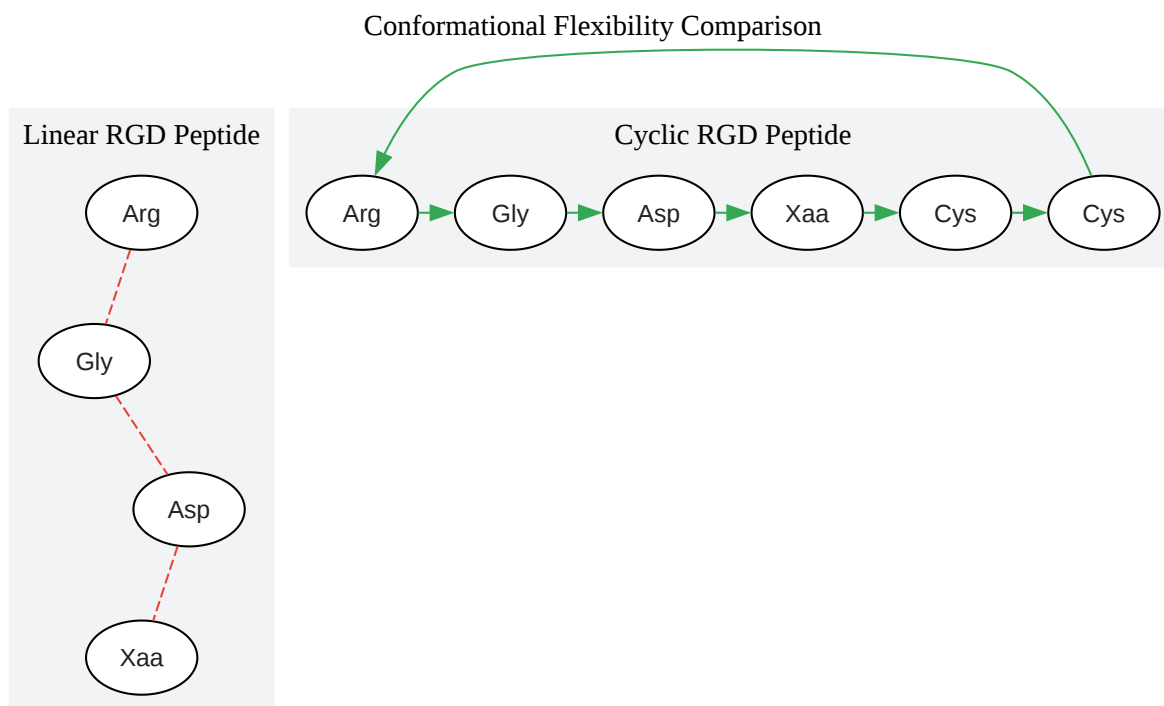 Conformational Flexibility Comparison
Linear RGD Peptide
Arg
Gly
Asp
Xaa
Cyclic RGD Peptide
Arg
Gly
Asp
Xaa
Cys
Cys